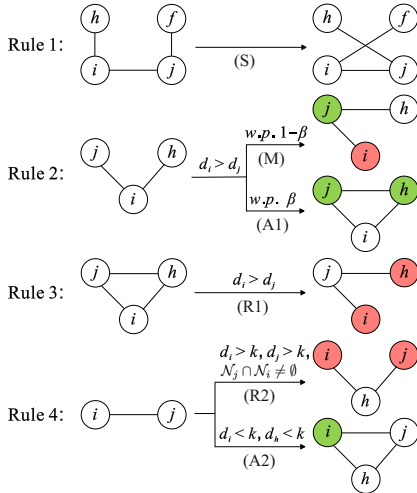 h f h f
Rule 1:
i j (S) i j
j h
w.p. 1−β
j h (M) i
Rule 2: d_i > d_j
w.p. β j h
i (A1)
i
j h d_i > d_j j h
Rule 3:
i (R1) i
d_i > k, d_j > k, i j
𝒩_j ∩ 𝒩_i ≠ ∅
(R2) h
Rule 4: i j
d_i < k, d_h < k i j
(A2)
h